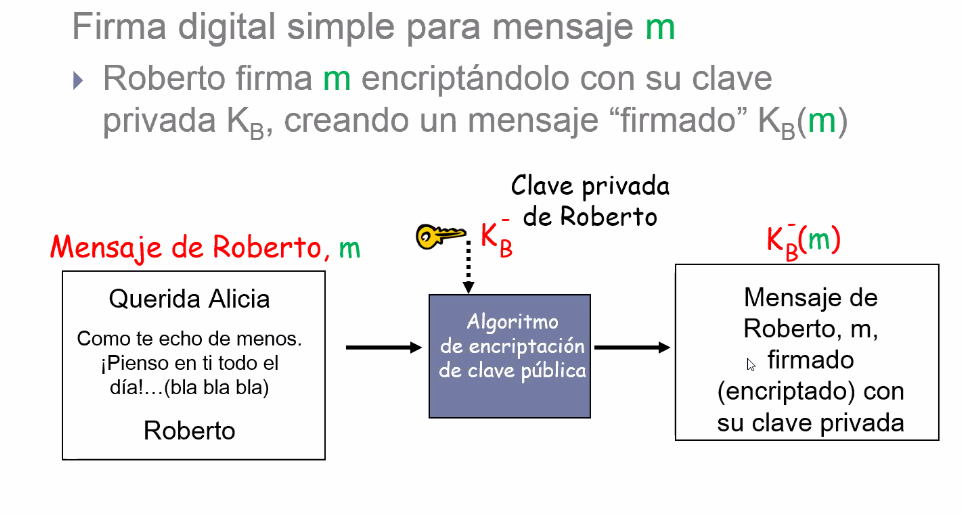 Firma digital simple para mensaje m
Roberto firma m encriptándolo con su clave
privada K_B, creando un mensaje “firmado” K_B(m)
Clave privada
de Roberto
K_B^-
K_B^-(m)
Mensaje de Roberto, m
Querida Alicia
Como te echo de menos.
¡Pienso en ti todo el
día!…(bla bla bla)
Roberto
Algoritmo
de encriptación
de clave pública
Mensaje de
Roberto, m,
firmado
(encriptado) con
su clave privada